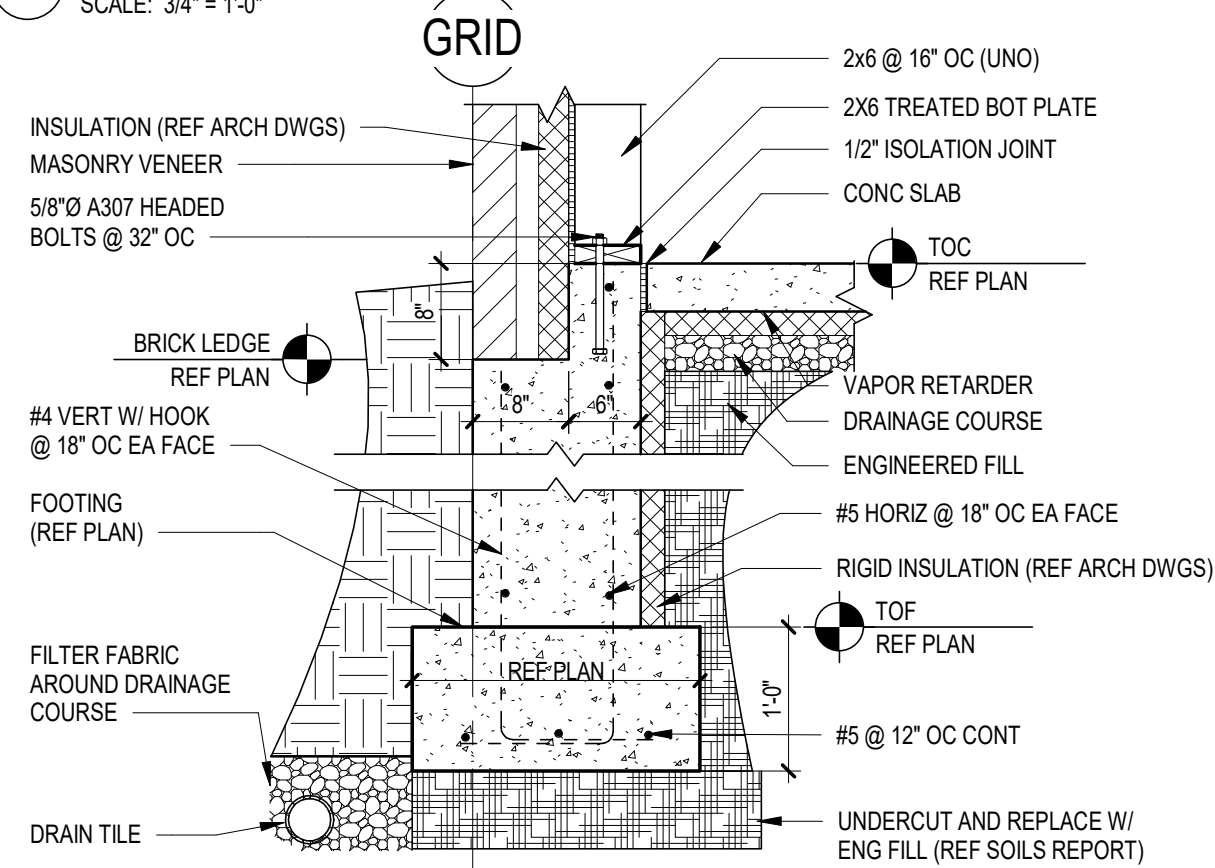 SCALE: 3/4" = 1'-0"
GRID
INSULATION (REF ARCH DWGS)
MASONRY VENEER
5/8"Ø A307 HEADED
BOLTS @ 32" OC
8"
BRICK LEDGE
REF PLAN
#4 VERT W/ HOOK
@ 18" OC EA FACE
FOOTING
(REF PLAN)
FILTER FABRIC
AROUND DRAINAGE
COURSE
DRAIN TILE
8"
6"
REF PLAN
1'-0"
2x6 @ 16" OC (UNO)
2X6 TREATED BOT PLATE
1/2" ISOLATION JOINT
CONC SLAB
TOC
REF PLAN
VAPOR RETARDER
DRAINAGE COURSE
ENGINEERED FILL
#5 HORIZ @ 18" OC EA FACE
RIGID INSULATION (REF ARCH DWGS)
TOF
REF PLAN
#5 @ 12" OC CONT
UNDERCUT AND REPLACE W/
ENG FILL (REF SOILS REPORT)